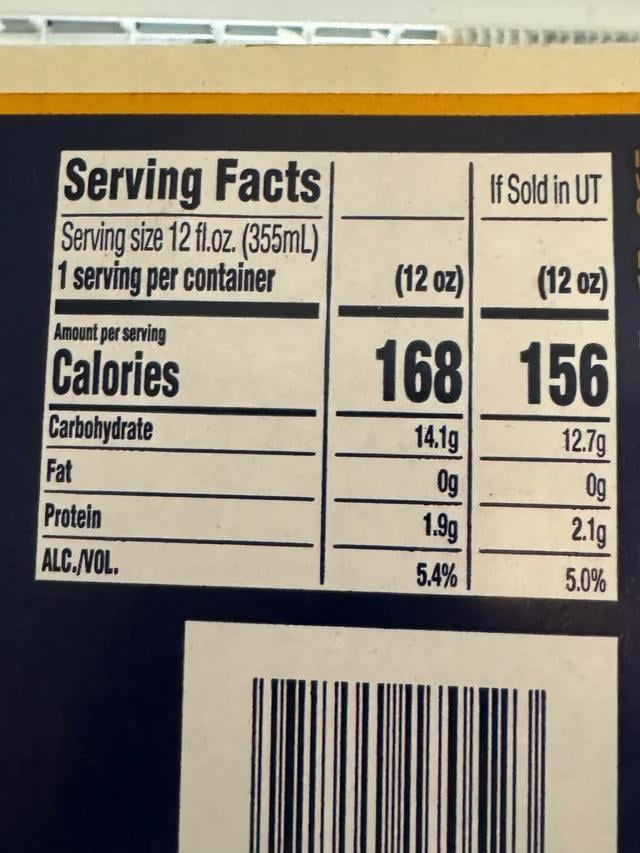 Serving Facts
If Sold in UT
Serving size 12 fl.oz. (355mL)
1 serving per container (12 oz) (12 oz)
Amount per serving
Calories 168 156
Carbohydrate 14.1g 12.7g
Fat 0g 0g
Protein 1.9g 2.1g
ALC./VOL. 5.4% 5.0%